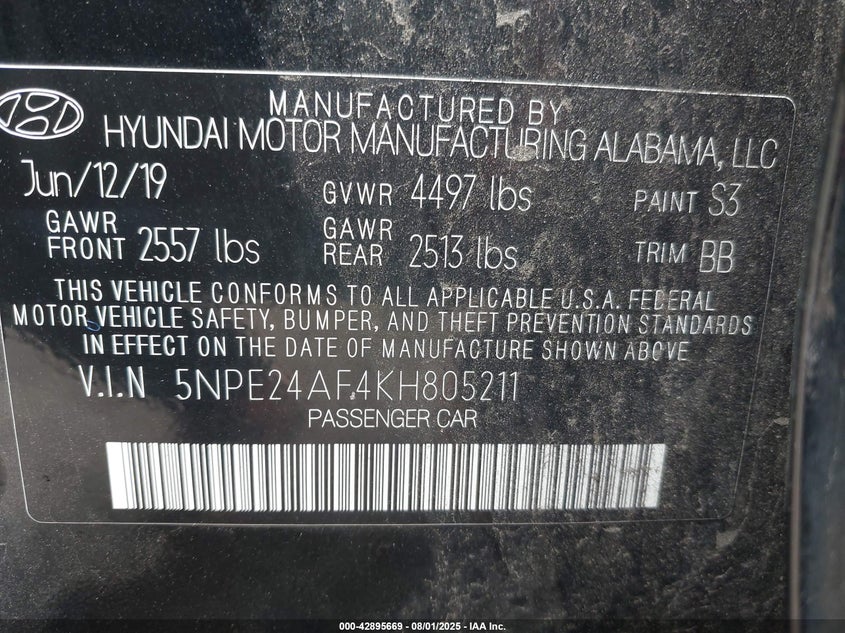 MANUFACTURED BY
HYUNDAI MOTOR MANUFACTURING ALABAMA, LLC
Jun/12/19 GVWR 4497 lbs PAINT S3
GAWR FRONT 2557 lbs GAWR REAR 2513 lbs TRIM BB
THIS VEHICLE CONFORMS TO ALL APPLICABLE U.S.A. FEDERAL
MOTOR VEHICLE SAFETY, BUMPER, AND THEFT PREVENTION STANDARDS
IN EFFECT ON THE DATE OF MANUFACTURE SHOWN ABOVE
V.I.N 5NPE24AF4KH805211
PASSENGER CAR
000-42895669 - 08/01/2025 - IAA Inc.